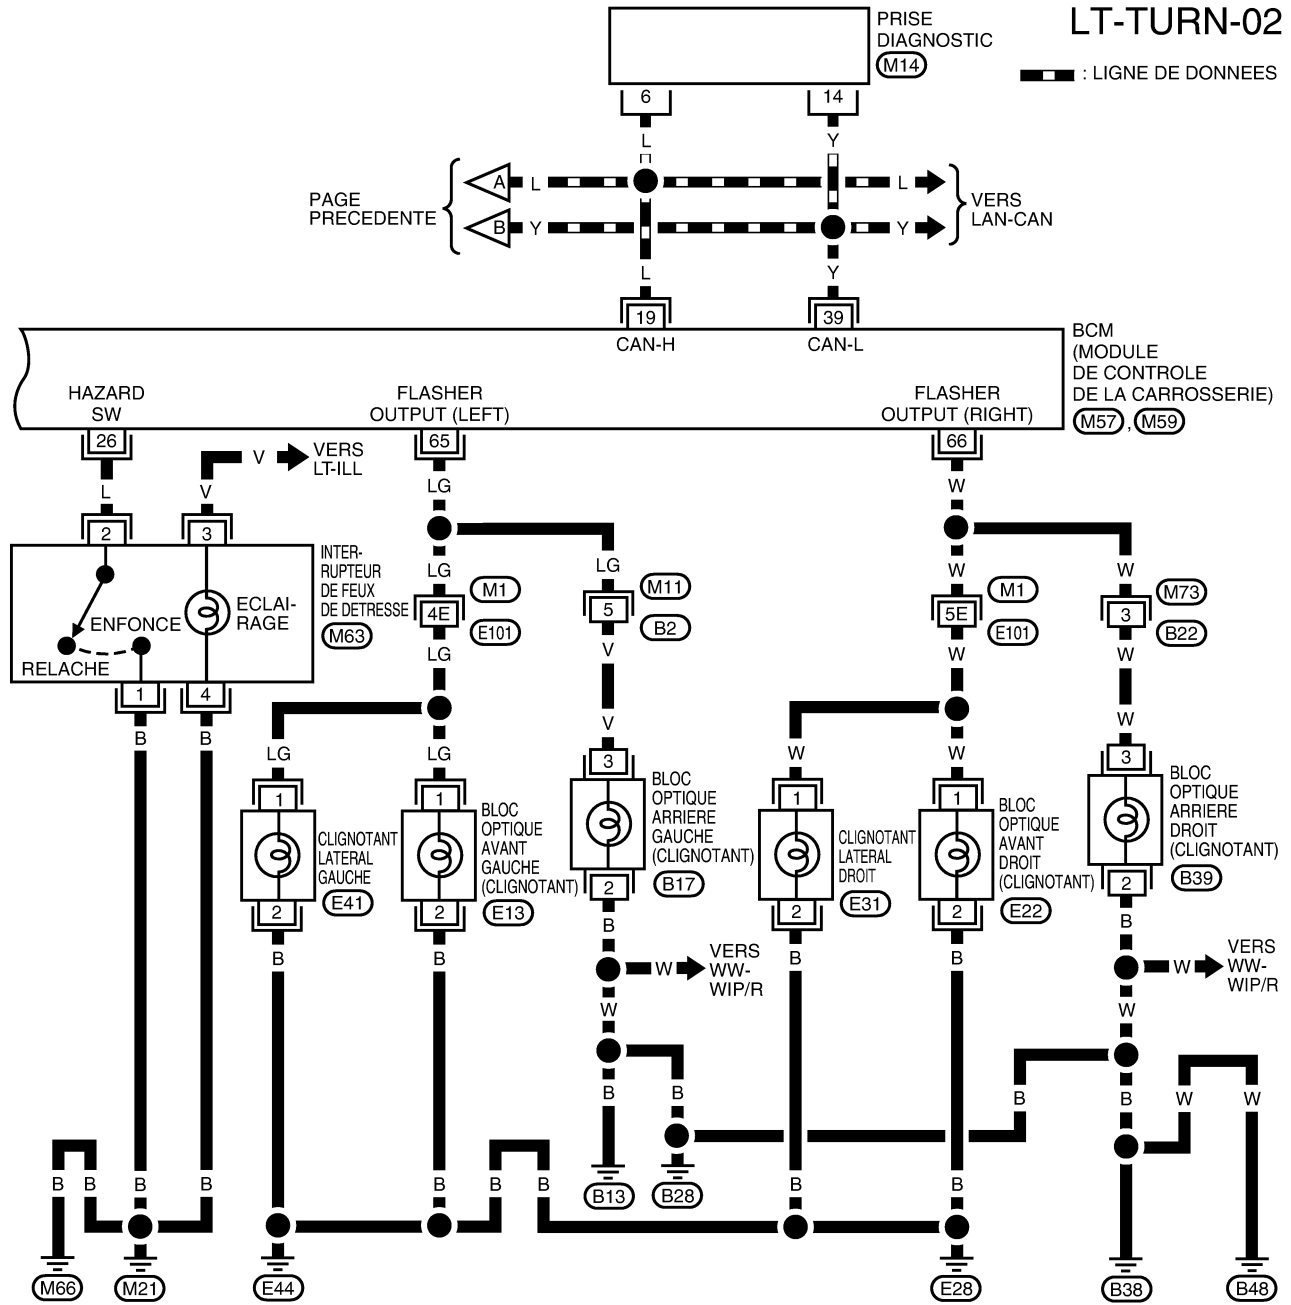 LT-TURN-02
PRISE
DIAGNOSTIC
M14
: LIGNE DE DONNEES
6
14
L
Y
PAGE
PRECEDENTE
A
L
L
B
Y
Y
VERS
LAN-CAN
L
Y
19
39
CAN-H
CAN-L
BCM
(MODULE
DE CONTROLE
DE LA CARROSSERIE)
M57 , M59
HAZARD
SW
FLASHER
OUTPUT (LEFT)
FLASHER
OUTPUT (RIGHT)
26
65
66
V
VERS
LT-ILL
L
V
LG
W
2
3
INTER-
RUPTEUR
DE FEUX
DE DETRESSE
M63
ECLAI-
RAGE
ENFONCE
RELACHE
LG
LG
W
W
4E
M1
E101
5
M11
B2
5E
M1
E101
3
M73
B22
LG
V
W
W
1
4
B
B
LG
LG
V
W
W
W
1
1
3
1
1
3
CLIGNOTANT
LATERAL
GAUCHE
E41
BLOC
OPTIQUE
AVANT
GAUCHE
(CLIGNOTANT)
E13
BLOC
OPTIQUE
ARRIERE
GAUCHE
(CLIGNOTANT)
B17
CLIGNOTANT
LATERAL
DROIT
E31
BLOC
OPTIQUE
AVANT
DROIT
(CLIGNOTANT)
E22
BLOC
OPTIQUE
ARRIERE
DROIT
(CLIGNOTANT)
B39
2
2
2
2
2
2
B
B
B
B
B
B
W
VERS
WW-
WIP/R
W
VERS
WW-
WIP/R
W
W
B
B
B
B
W
W
B
B
B
B
B
B
B
B
B
B13
B28
M66
M21
E44
E28
B38
B48